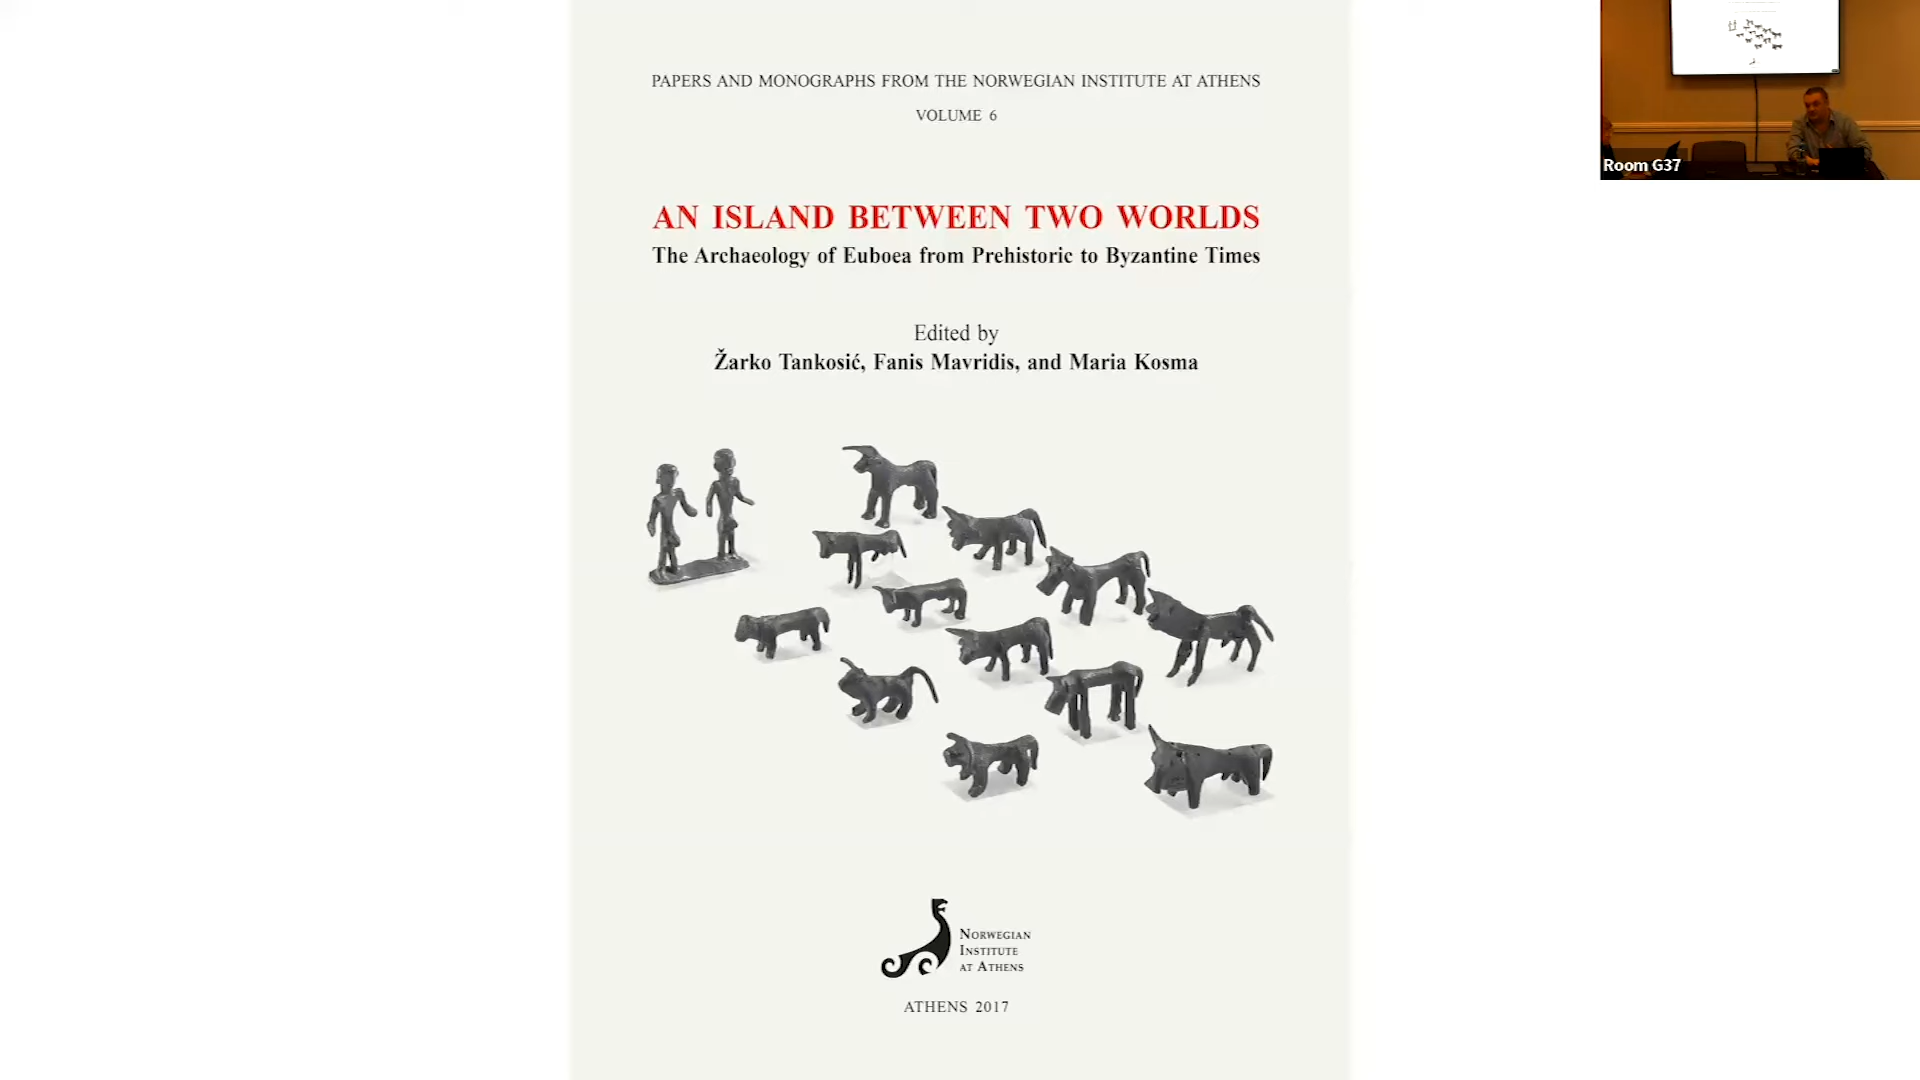 PAPERS AND MONOGRAPHS FROM THE NORWEGIAN INSTITUTE AT ATHENS
VOLUME 6
AN ISLAND BETWEEN TWO WORLDS
The Archaeology of Euboea from Prehistoric to Byzantine Times
Edited by
Žarko Tankosić, Fanis Mavridis, and Maria Kosma
NORWEGIAN
INSTITUTE
AT ATHENS
ATHENS 2017
Room G37